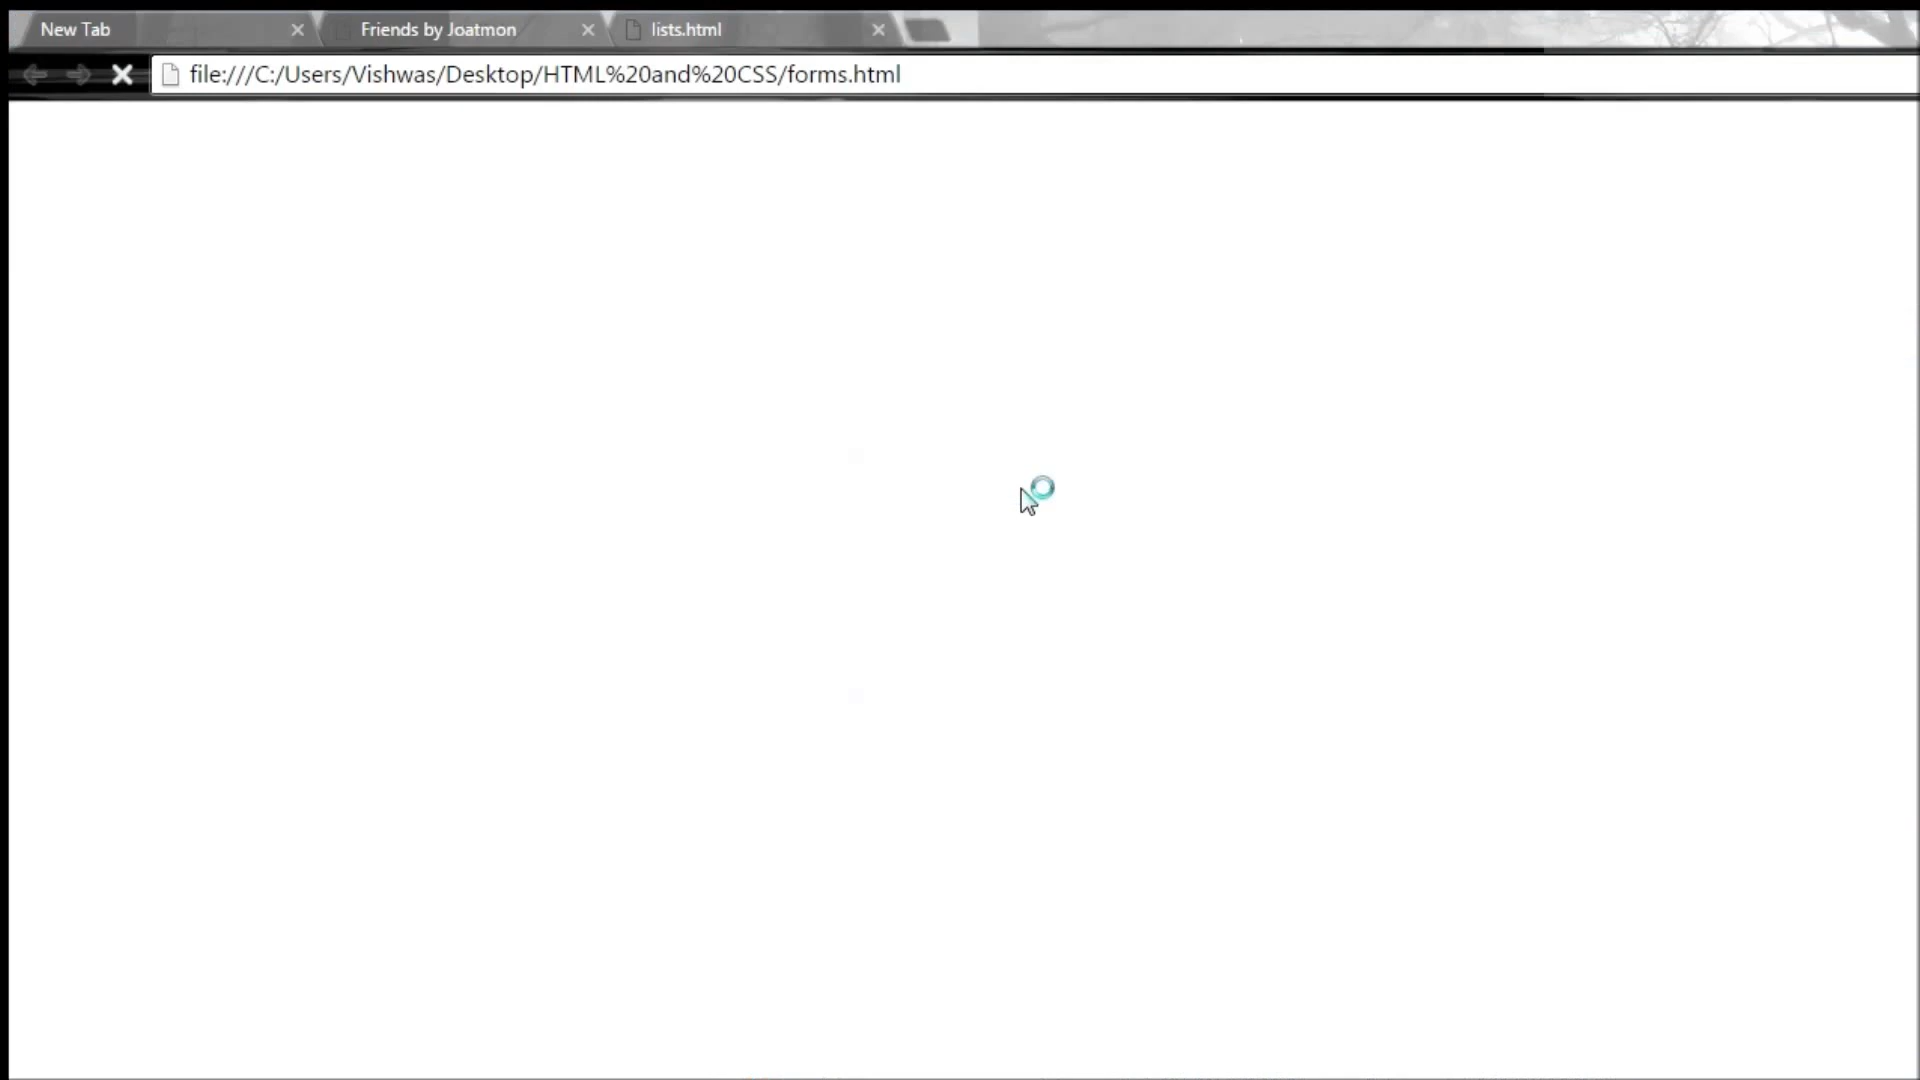 New Tab
Friends by Joatmon
lists.html
file:///C:/Users/Vishwas/Desktop/HTML%20and%20CSS/forms.html